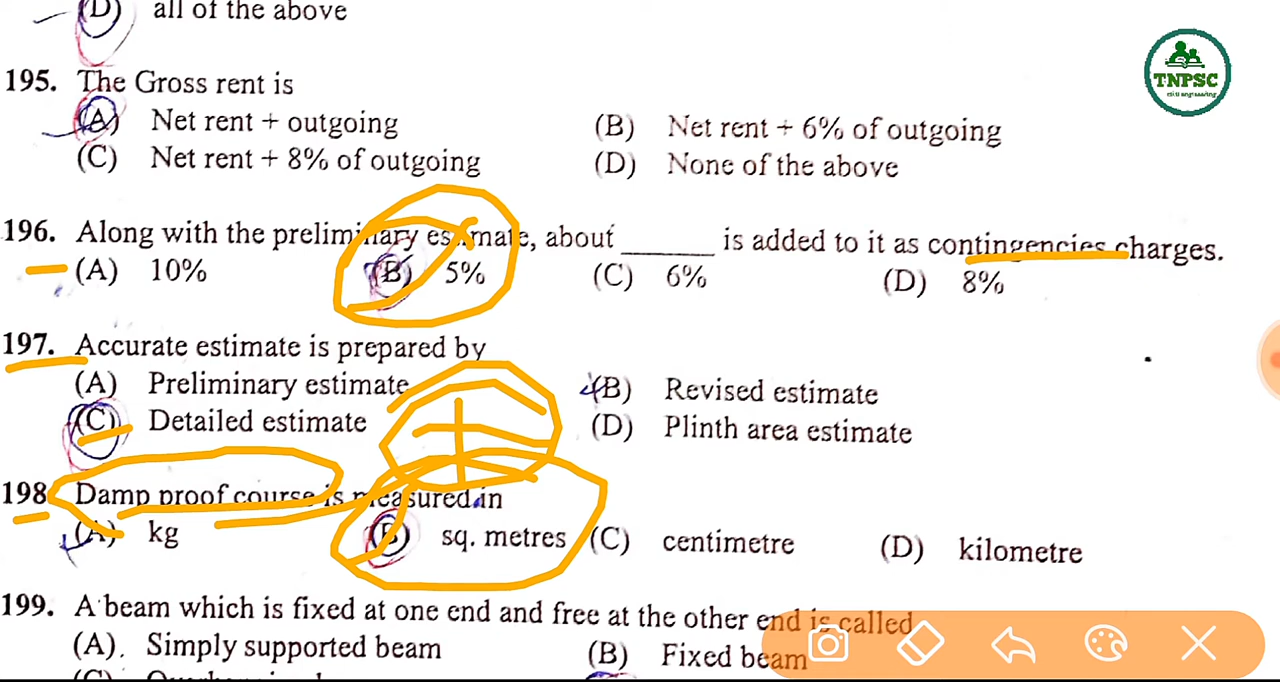 (D) all of the above
TNPSC
195. The Gross rent is
(A) Net rent + outgoing (B) Net rent + 6% of outgoing
(C) Net rent + 8% of outgoing (D) None of the above
196. Along with the preliminary estimate, about ______ is added to it as contingencies charges.
(A) 10% (B) 5% (C) 6% (D) 8%
197. Accurate estimate is prepared by
(A) Preliminary estimate (B) Revised estimate
(C) Detailed estimate (D) Plinth area estimate
198 Damp proof course is measured in
(A) kg (B) sq. metres (C) centimetre (D) kilometre
199. A beam which is fixed at one end and free at the other end is called
(A). Simply supported beam (B) Fixed beam